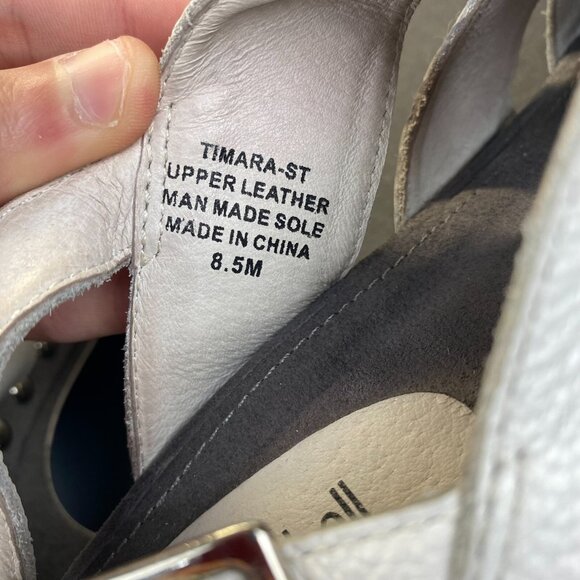 TIMARA-ST
UPPER LEATHER
MAN MADE SOLE
MADE IN CHINA
8.5M